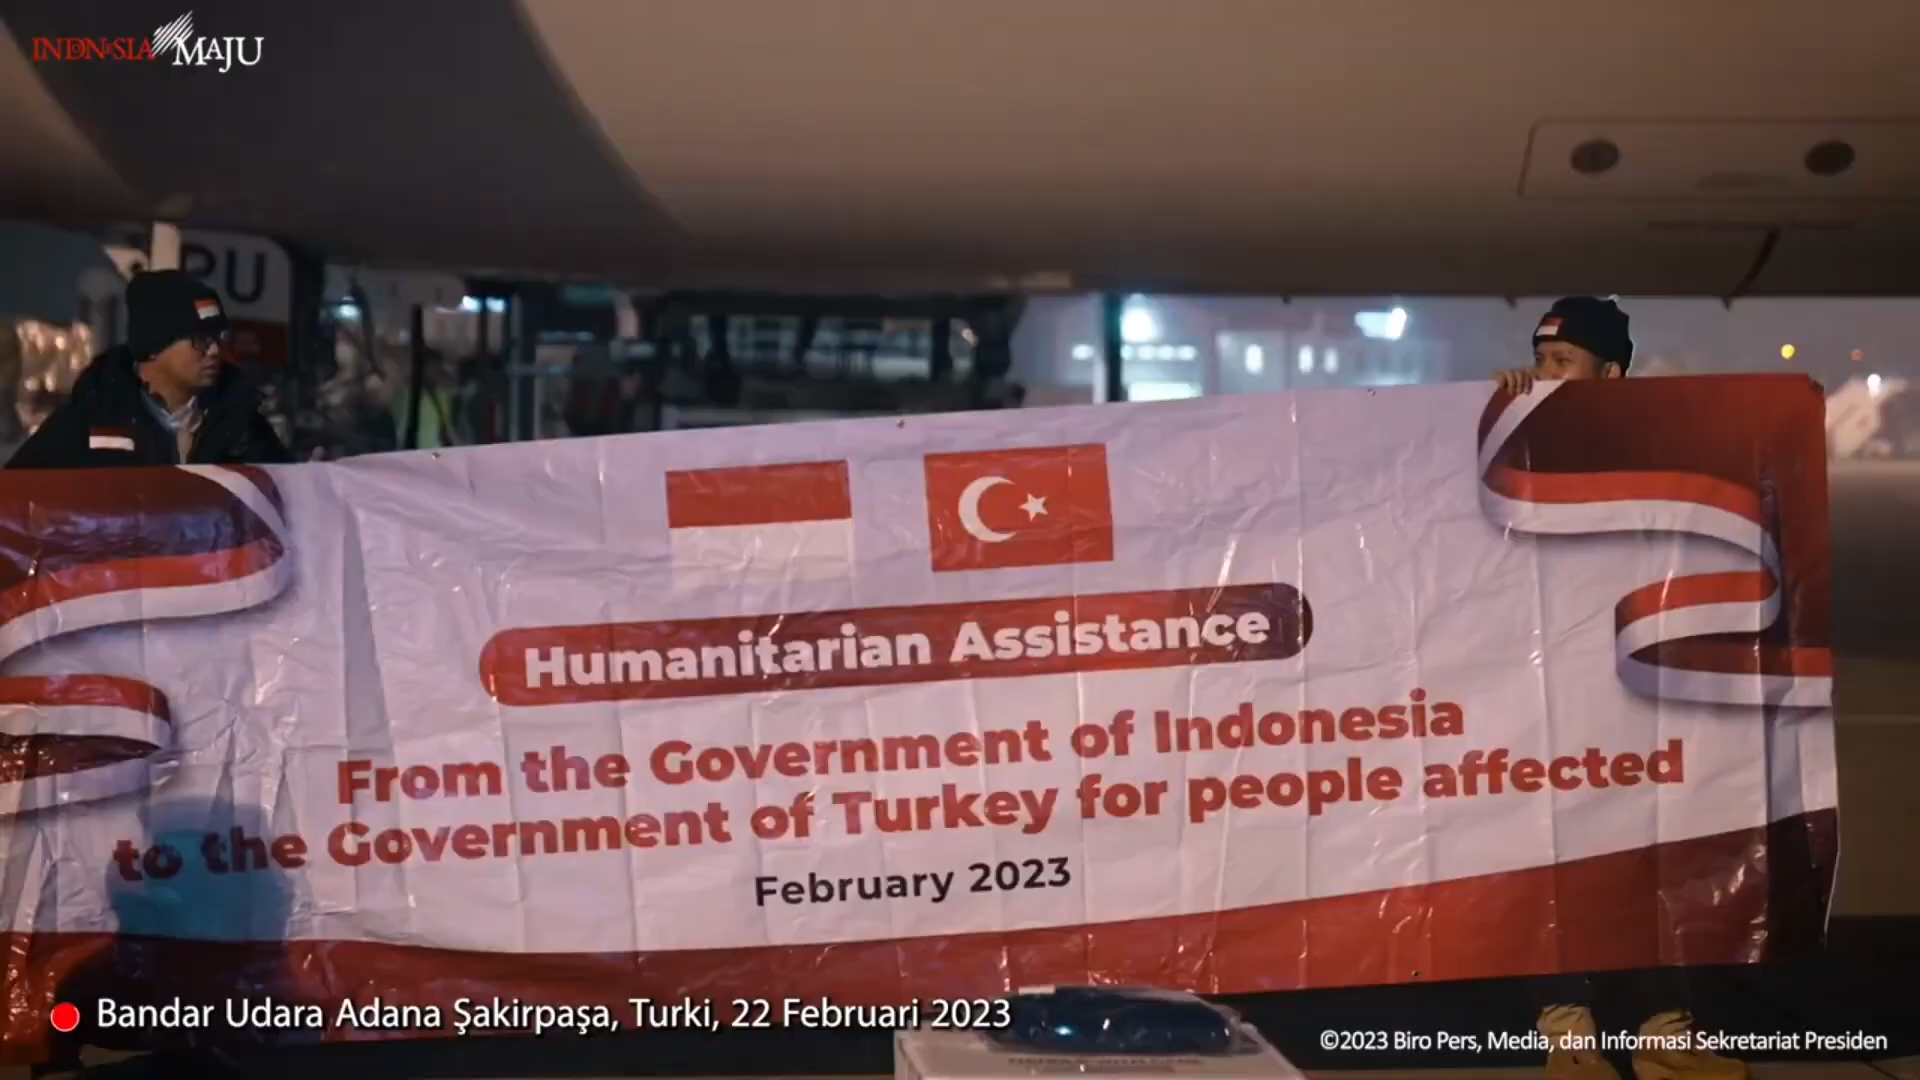 INDONESIA MAJU
RU
Humanitarian Assistance
From the Government of Indonesia
to the Government of Turkey for people affected
February 2023
Bandar Udara Adana Şakirpaşa, Turki, 22 Februari 2023
©2023 Biro Pers, Media, dan Informasi Sekretariat Presiden